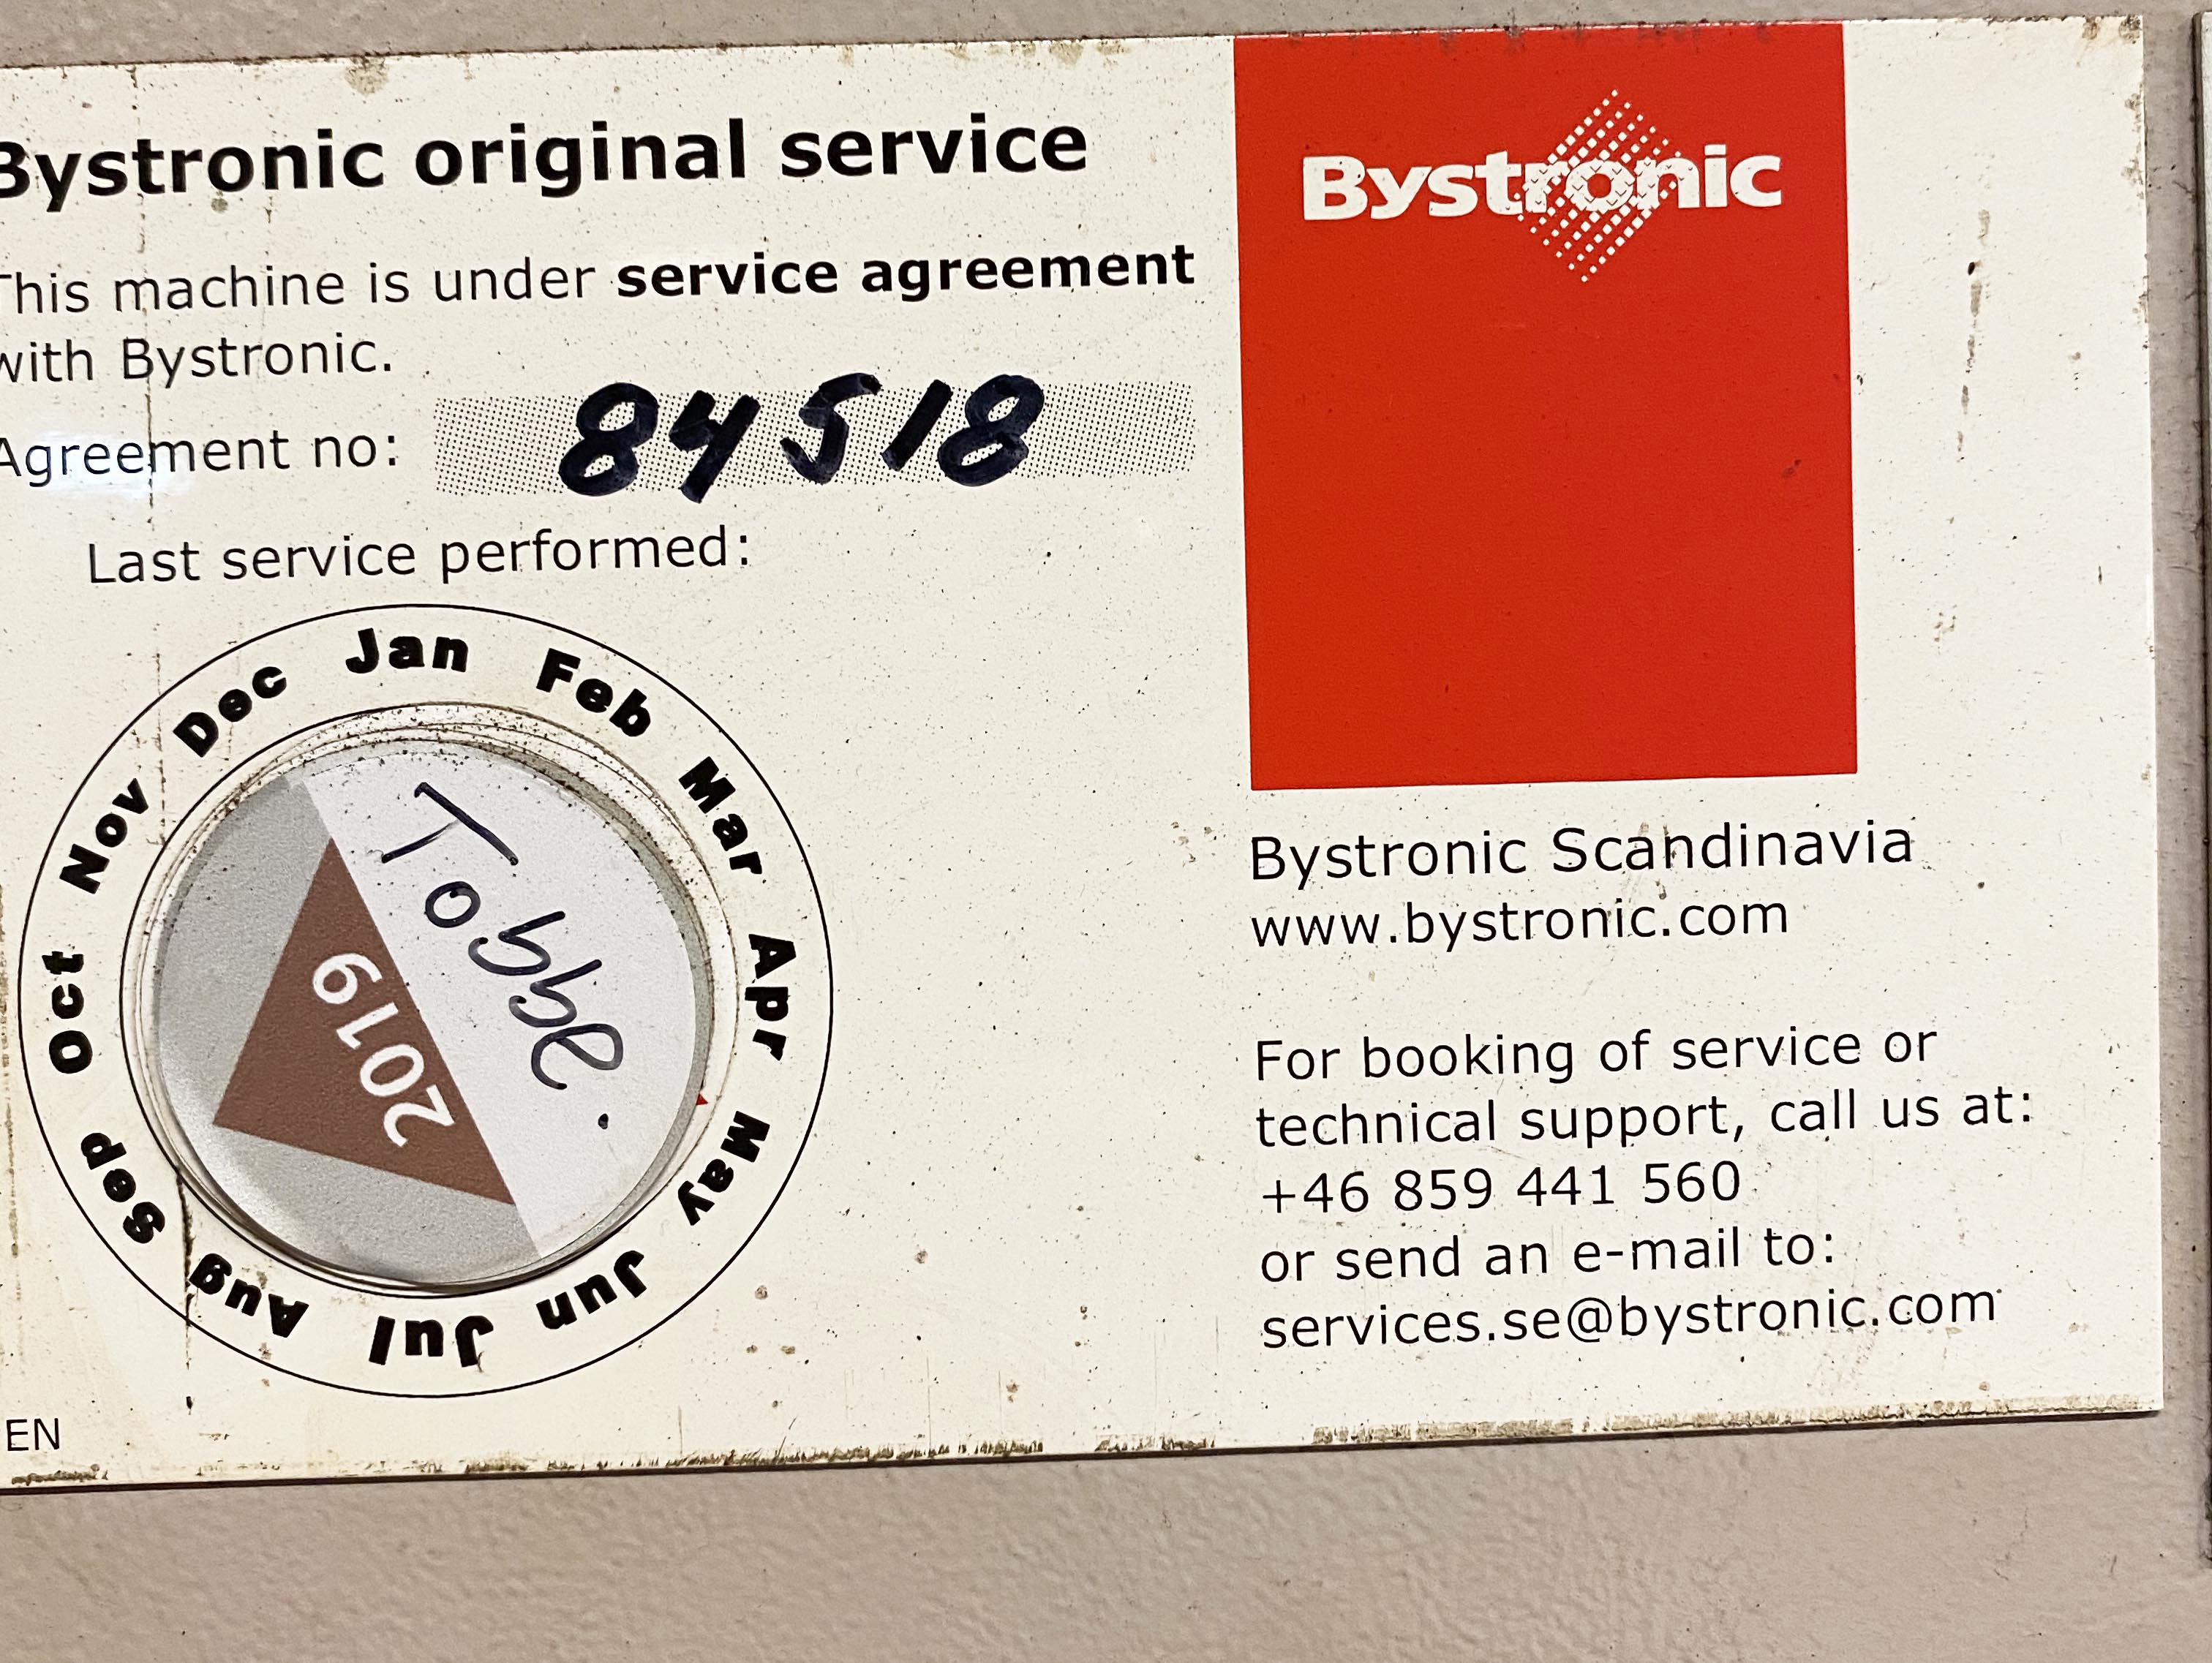 Bystronic original service
This machine is under service agreement
with Bystronic.
Agreement no: 84518
Last service performed:
Jan Feb Mar Apr May Jun Jul Aug Sep Oct Nov Dec
Tobbe.
2019
EN
Bystronic
Bystronic Scandinavia
www.bystronic.com
For booking of service or
technical support, call us at:
+46 859 441 560
or send an e-mail to:
services.se@bystronic.com